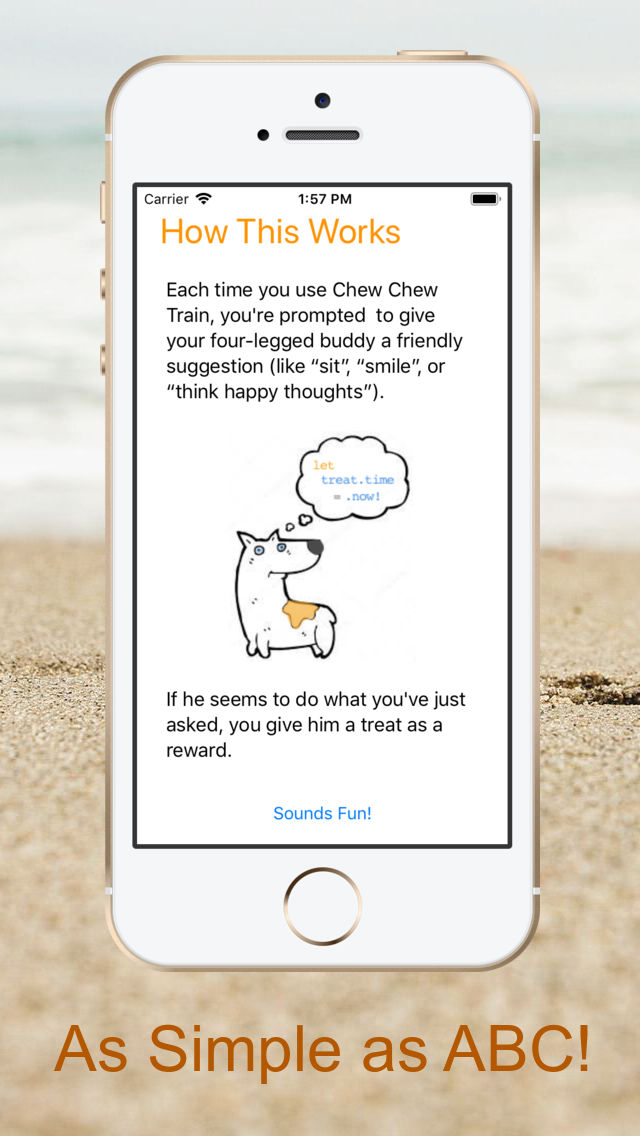 Carrier 1:57 PM
How This Works
Each time you use Chew Chew
Train, you're prompted  to give
your four-legged buddy a friendly
suggestion (like “sit”, “smile”, or
“think happy thoughts”).
let
treat.time
= .now!
If he seems to do what you've just
asked, you give him a treat as a
reward.
Sounds Fun!
As Simple as ABC!